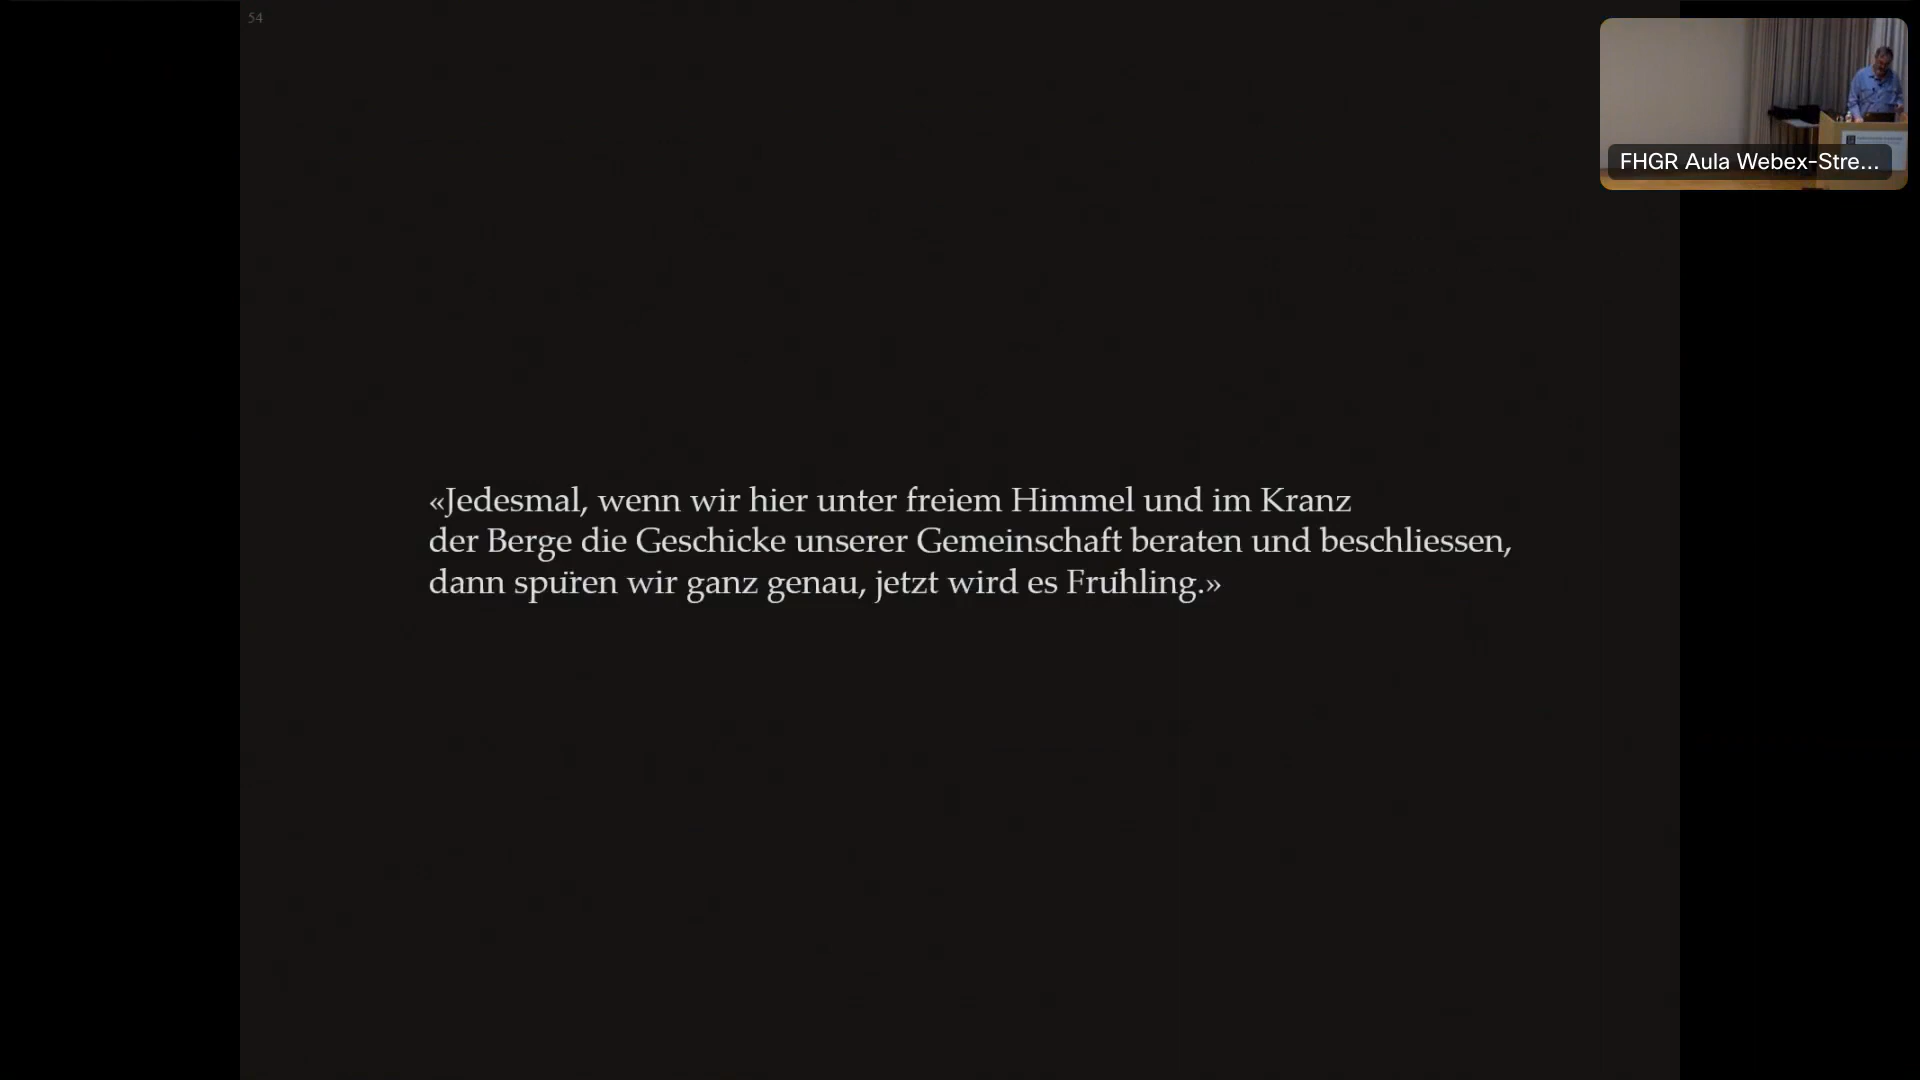 54
FHGR Aula Webex-Stre...
«Jedesmal, wenn wir hier unter freiem Himmel und im Kranz
der Berge die Geschicke unserer Gemeinschaft beraten und beschliessen,
dann spüren wir ganz genau, jetzt wird es Frühling.»